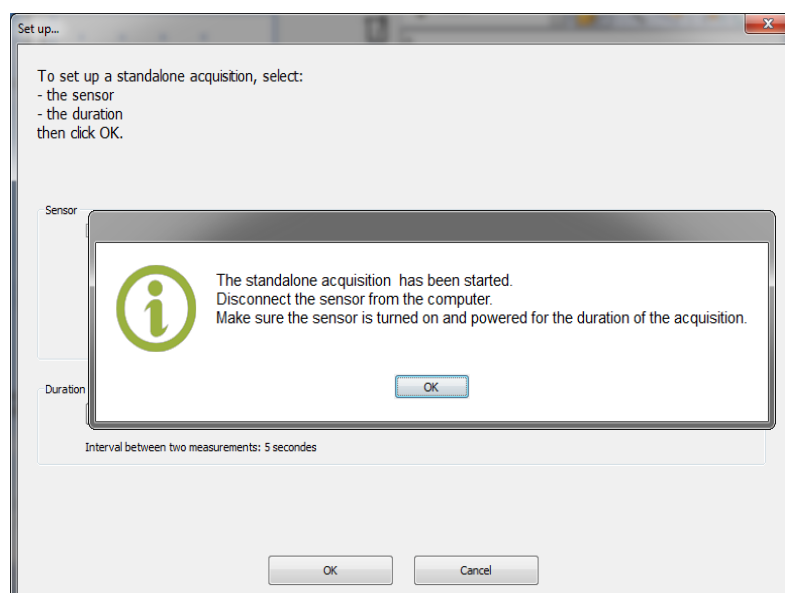 Set up...
To set up a standalone acquisition, select:
- the sensor
- the duration
then click OK.
Sensor
The standalone acquisition has been started.
Disconnect the sensor from the computer.
Make sure the sensor is turned on and powered for the duration of the acquisition.
OK
Duration
Interval between two measurements: 5 secondes
OK
Cancel